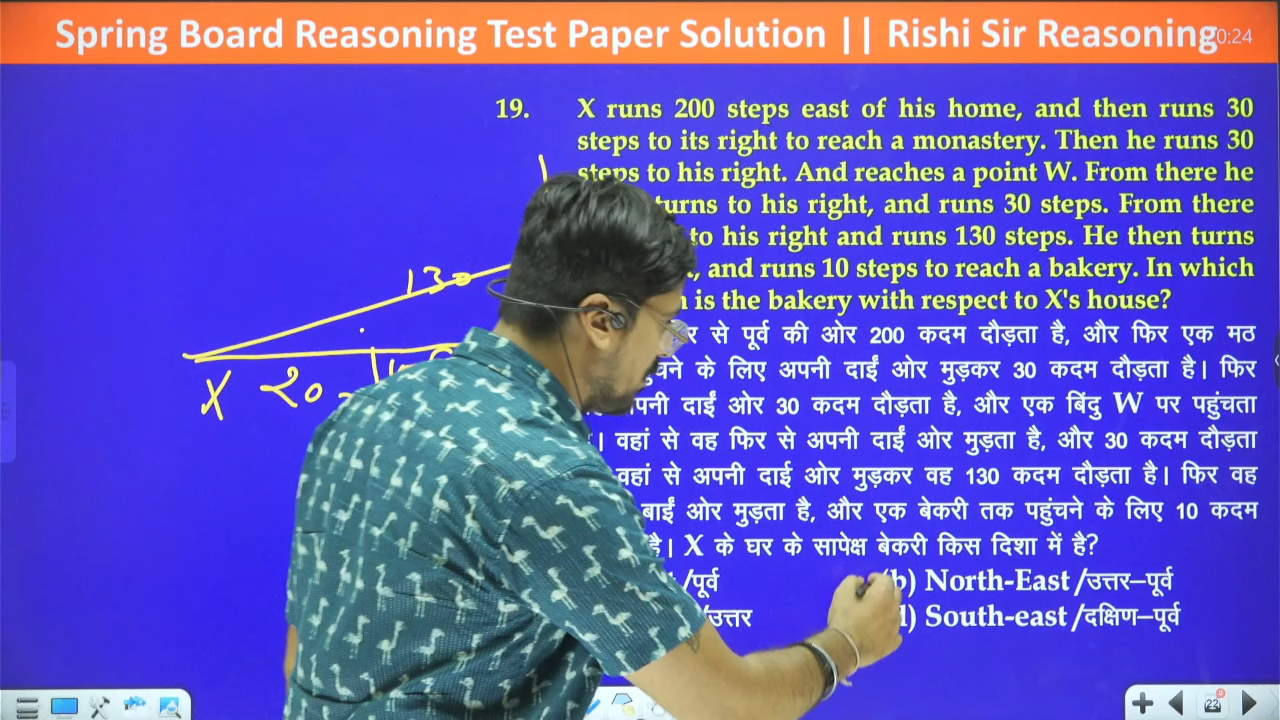 Spring Board Reasoning Test Paper Solution || Rishi Sir Reasoning
0:24
19. X runs 200 steps east of his home, and then runs 30
steps to its right to reach a monastery. Then he runs 30
steps to his right. And reaches a point W. From there he
turns to his right, and runs 30 steps. From there
to his right and runs 130 steps. He then turns
, and runs 10 steps to reach a bakery. In which
is the bakery with respect to X's house?
से पूर्व की ओर 200 कदम दौड़ता है, और फिर एक मठ
के लिए अपनी दाईं ओर मुड़कर 30 कदम दौड़ता है। फिर
दाईं ओर 30 कदम दौड़ता है, और एक बिंदु W पर पहुंचता
। वहां से वह फिर से अपनी दाईं ओर मुड़ता है, और 30 कदम दौड़ता
वहां से अपनी दाई ओर मुड़कर वह 130 कदम दौड़ता है। फिर वह
बाईं ओर मुड़ता है, और एक बेकरी तक पहुंचने के लिए 10 कदम
है। X के घर के सापेक्ष बेकरी किस दिशा में है?
/पूर्व (b) North-East /उत्तर–पूर्व
/उत्तर South-east /दक्षिण–पूर्व
130
X 20
22